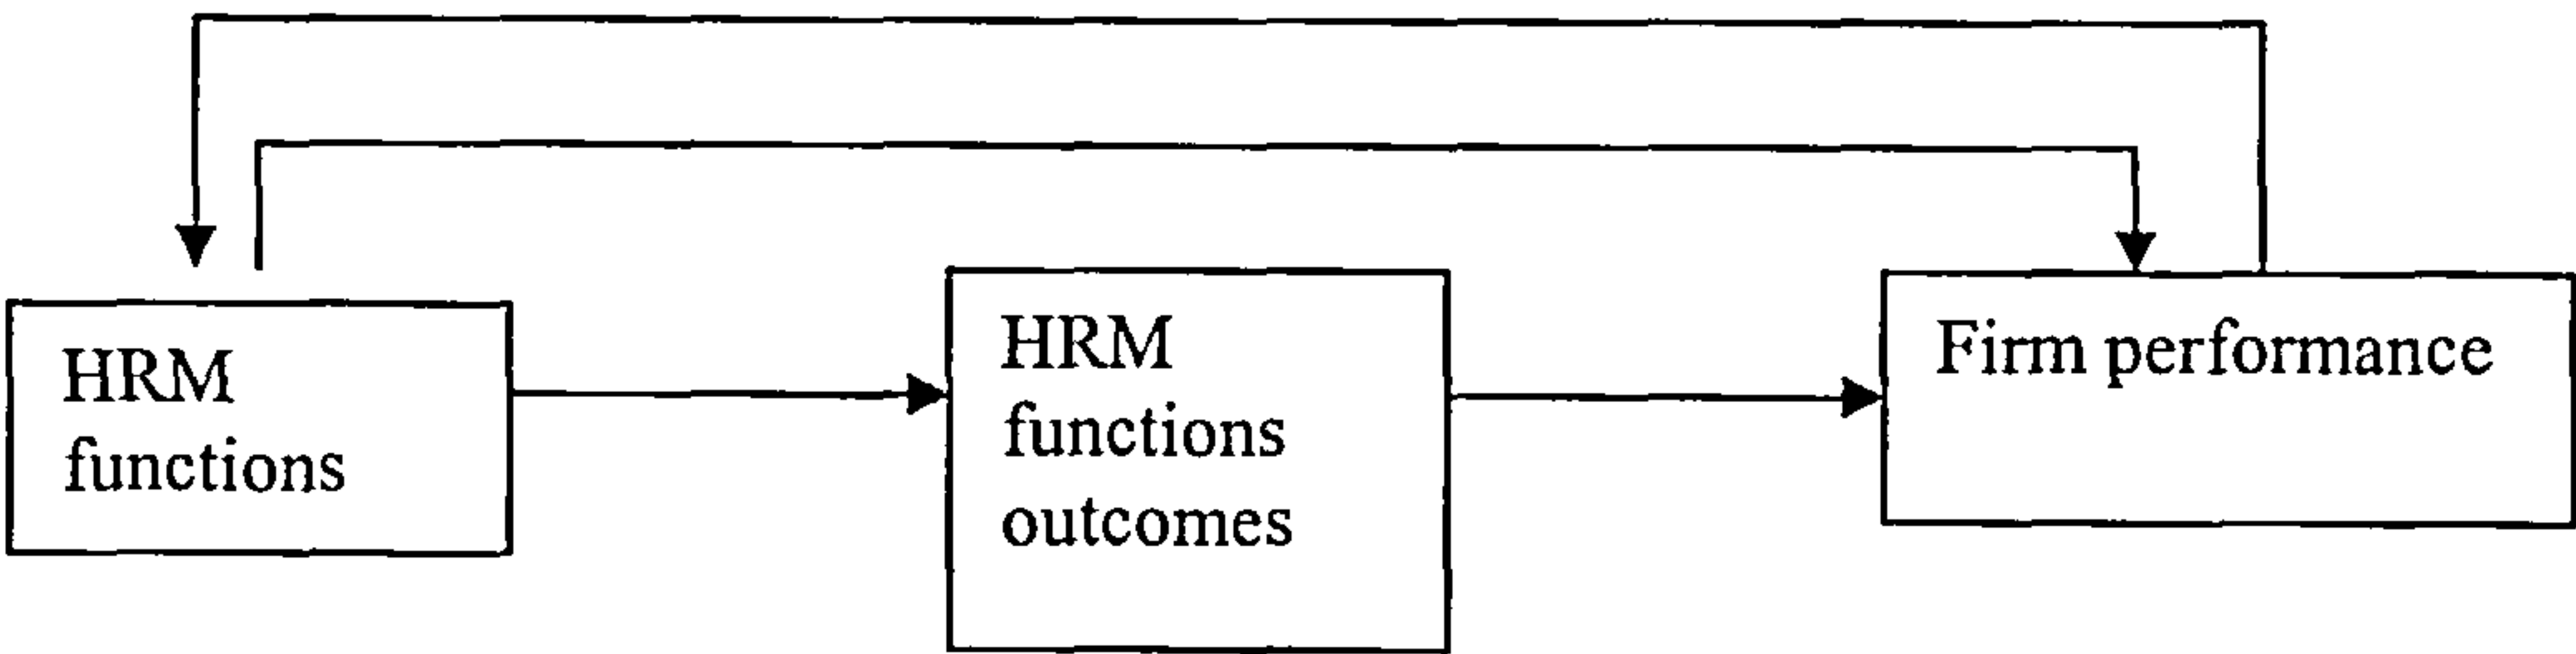 HRM
functions
HRM
functions
outcomes
Firm performance